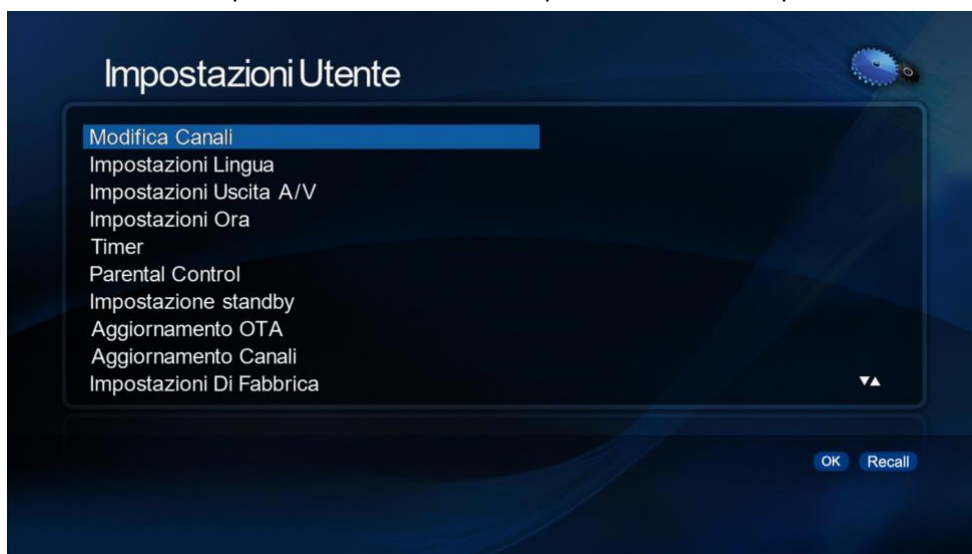 Impostazioni Utente
Modifica Canali
Impostazioni Lingua
Impostazioni Uscita A/V
Impostazioni Ora
Timer
Parental Control
Impostazione standby
Aggiornamento OTA
Aggiornamento Canali
Impostazioni Di Fabbrica
OK Recall